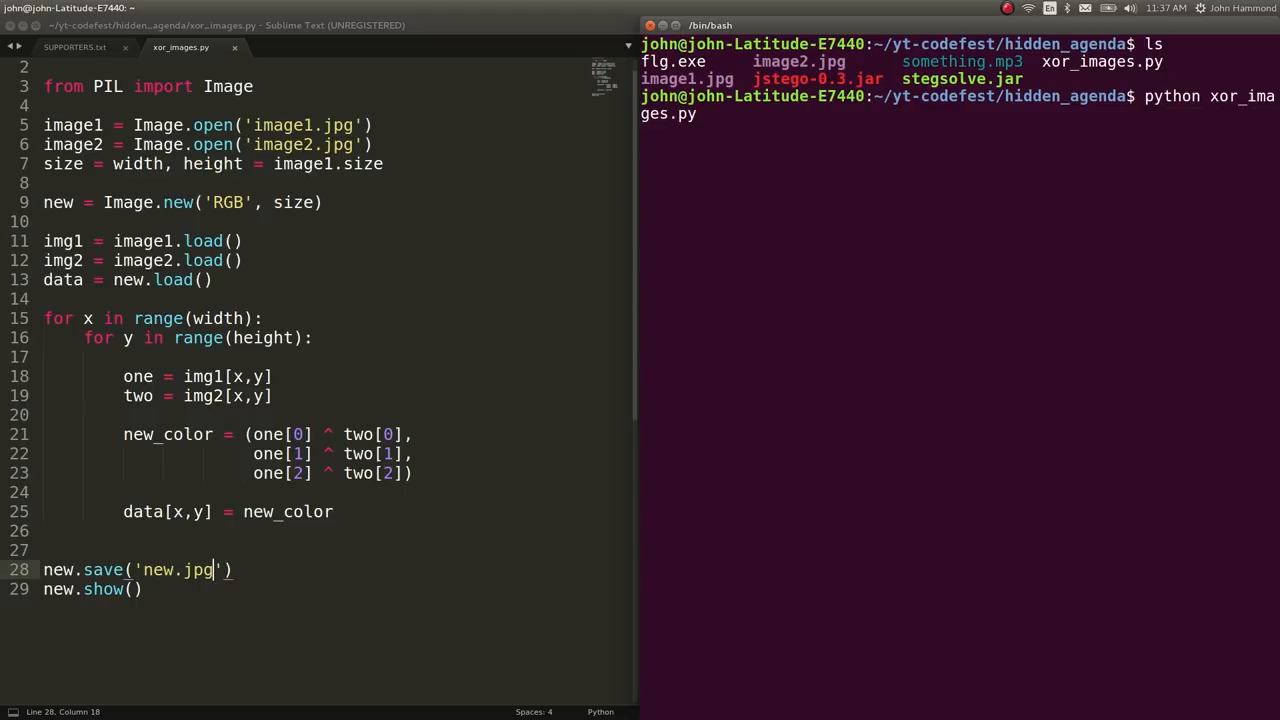 john@john-Latitude-E7440: ~
En
11:37 AM
John Hammond
~/yt-codefest/hidden_agenda/xor_images.py - Sublime Text (UNREGISTERED)
SUPPORTERS.txt × xor_images.py ×
2
3 from PIL import Image
4
5 image1 = Image.open('image1.jpg')
6 image2 = Image.open('image2.jpg')
7 size = width, height = image1.size
8
9 new = Image.new('RGB', size)
10
11 img1 = image1.load()
12 img2 = image2.load()
13 data = new.load()
14
15 for x in range(width):
16 for y in range(height):
17
18 one = img1[x,y]
19 two = img2[x,y]
20
21 new_color = (one[0] ^ two[0],
22 one[1] ^ two[1],
23 one[2] ^ two[2])
24
25 data[x,y] = new_color
26
27
28 new.save('new.jpg')
29 new.show()
Line 28, Column 18
Spaces: 4
Python
/bin/bash
john@john-Latitude-E7440:~/yt-codefest/hidden_agenda$ ls
flg.exe image2.jpg something.mp3 xor_images.py
image1.jpg jstego-0.3.jar stegsolve.jar
john@john-Latitude-E7440:~/yt-codefest/hidden_agenda$ python xor_ima
ges.py